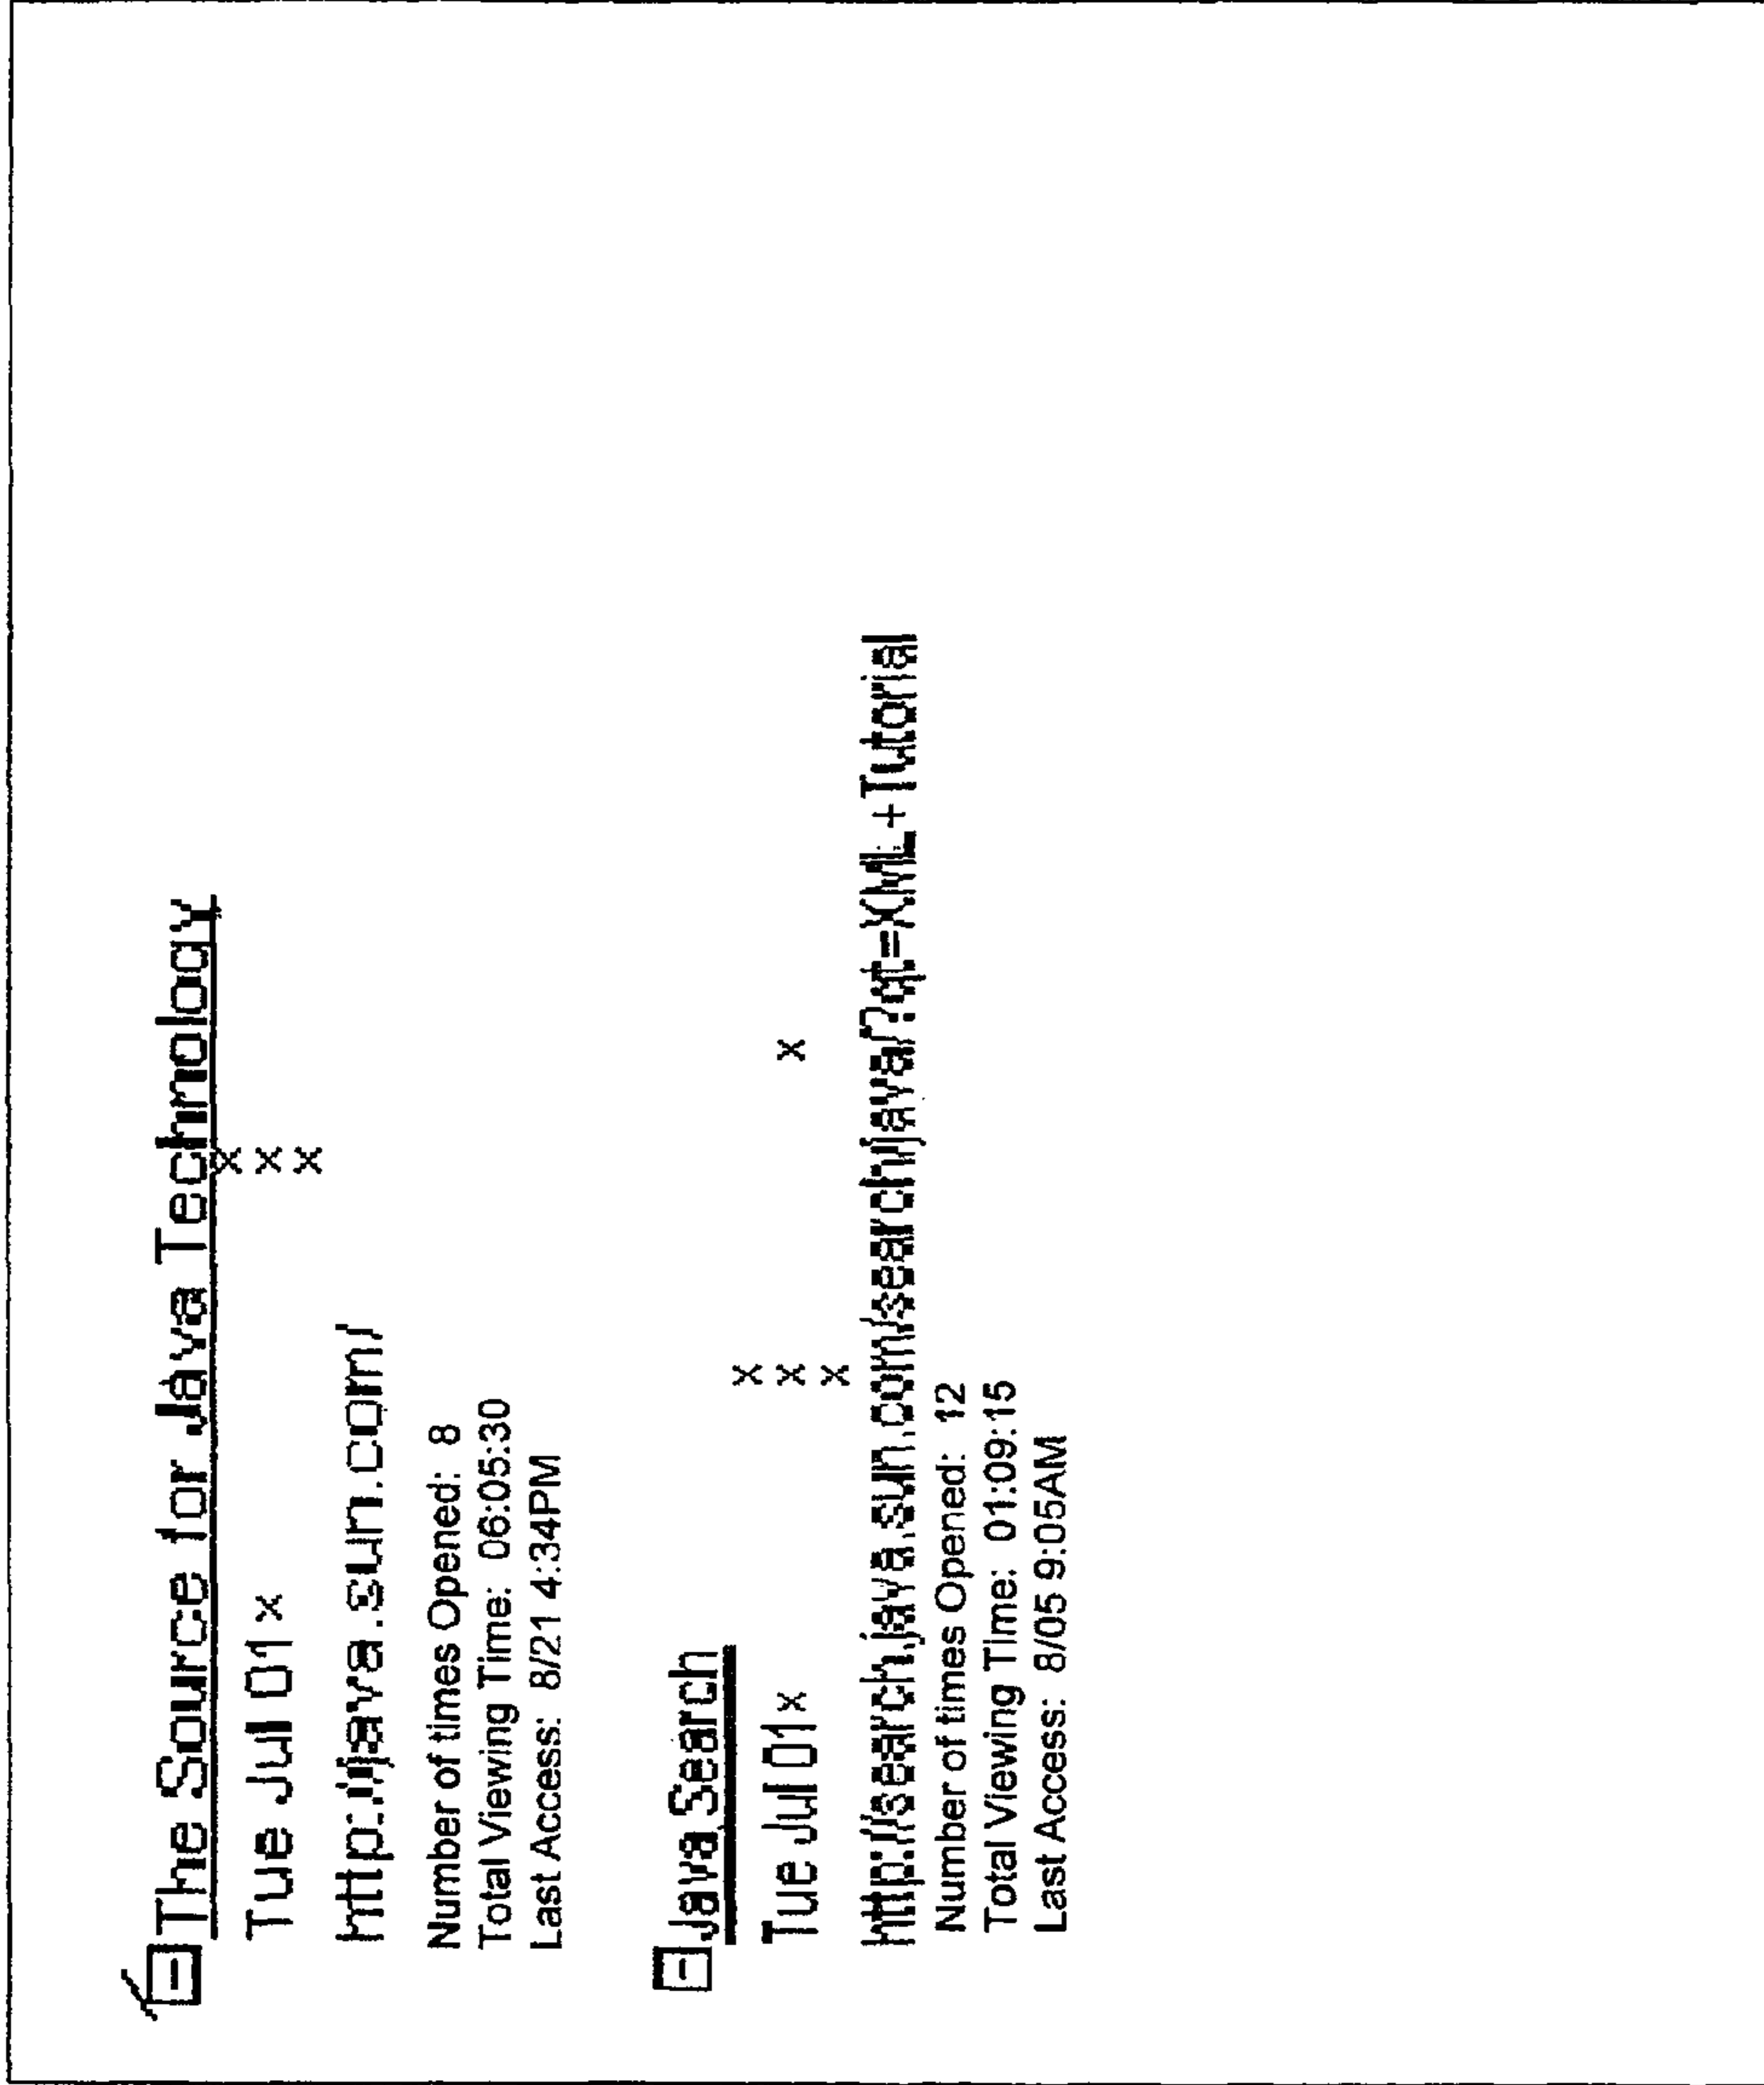 The Source for Java Technology
x
Tue Jul 01 x x
x
http://java.sun.com/
Number of times Opened: 8
Total Viewing Time: 06:05:30
Last Access: 8/21 4:34PM
Java Search
x
Tue Jul 01 x x x
x
http://search.java.sun.com/search/java/?qt=XML+Tutorial
Number of times Opened: 12
Total Viewing Time: 01:09:15
Last Access: 8/05 9:05AM